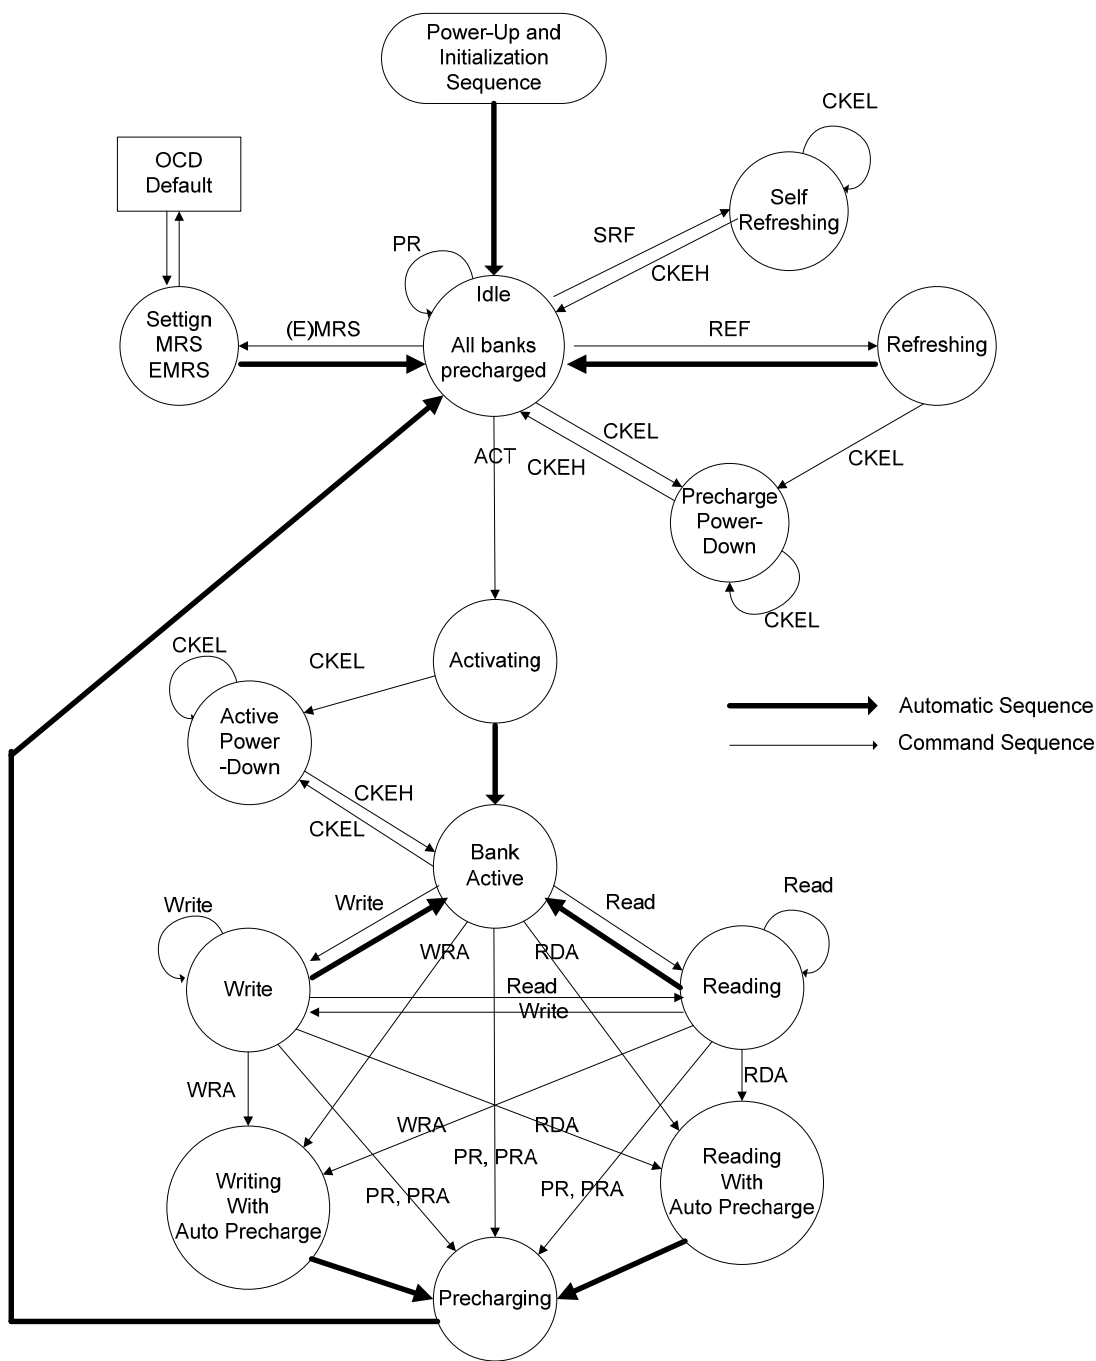 Power-Up and
Initialization
Sequence
CKEL
OCD
Default
Self
Refreshing
SRF
PR
CKEH
Idle
Settign
MRS
EMRS
(E)MRS
All banks
precharged
REF
Refreshing
CKEL
ACT
CKEH
CKEL
Precharge
Power-
Down
CKEL
CKEL
CKEL
Activating
Active
Power
-Down
Automatic Sequence
Command Sequence
CKEH
CKEL
Bank
Active
Write
Write
Read
Read
WRA
RDA
Write
Read
Write
Reading
WRA
RDA
WRA
RDA
PR, PRA
PR, PRA
PR, PRA
Writing
With
Auto Precharge
Reading
With
Auto Precharge
Precharging